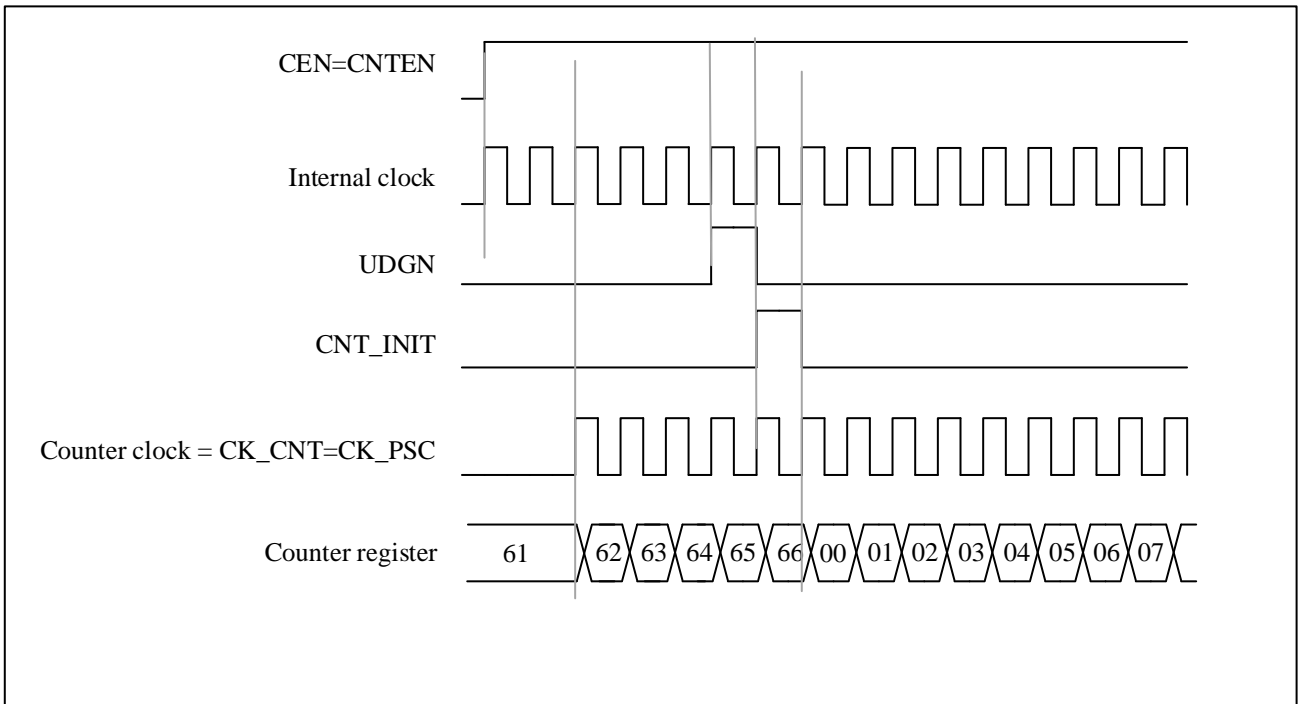 CEN=CNTEN
Internal clock
UDGN
CNT_INIT
Counter clock = CK_CNT=CK_PSC
Counter register 61 62 63 64 65 66 00 01 02 03 04 05 06 07